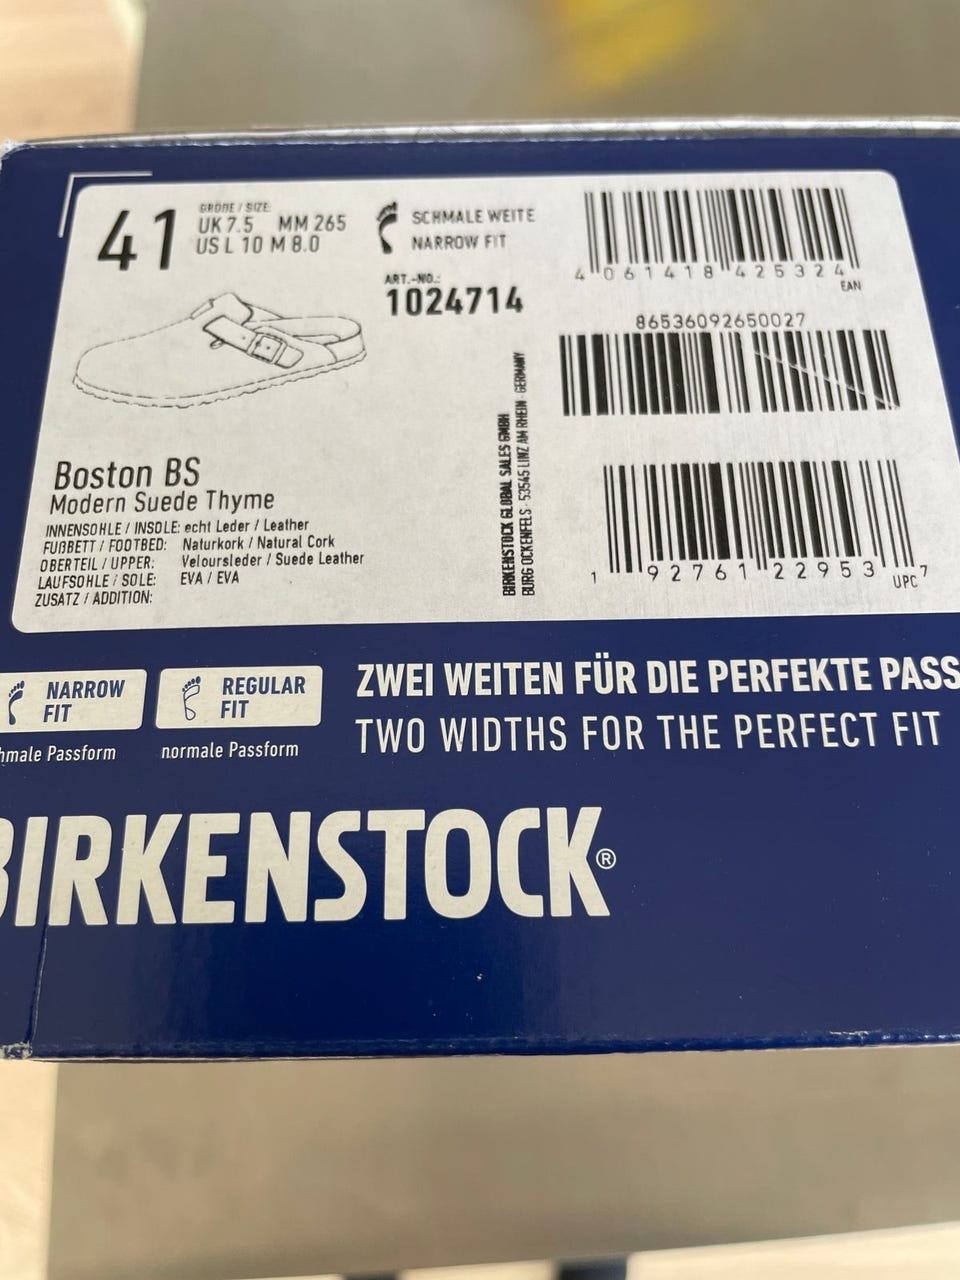 41
GRÖßE / SIZE:
UK 7.5 MM 265
US L 10 M 8.0
SCHMALE WEITE
NARROW FIT
ART.-NO.:
1024714
4 061418 425324
EAN
86536092650027
Boston BS
Modern Suede Thyme
INNENSOHLE / INSOLE: echt Leder / Leather
FUßBETT / FOOTBED: Naturkork / Natural Cork
OBERTEIL / UPPER: Veloursleder / Suede Leather
LAUFSOHLE / SOLE: EVA / EVA
ZUSATZ / ADDITION:
BIRKENSTOCK GLOBAL SALES GMBH
BURG OCKENFELS · 53545 LINZ AM RHEIN · GERMANY
1 92761 22953 7
UPC
NARROW
FIT
hmale Passform
REGULAR
FIT
normale Passform
ZWEI WEITEN FÜR DIE PERFEKTE PASS
TWO WIDTHS FOR THE PERFECT FIT
BIRKENSTOCK®